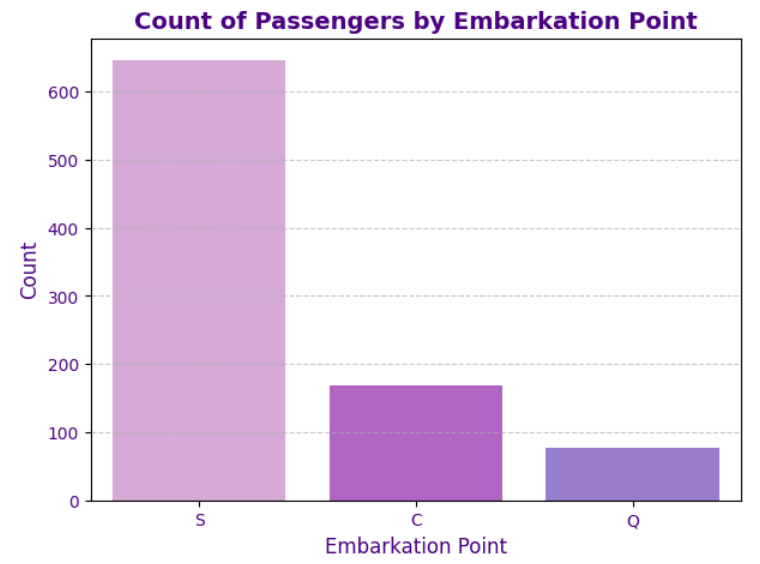 Count of Passengers by Embarkation Point
600
500
400
300
200
100
0
Count
S C Q
Embarkation Point